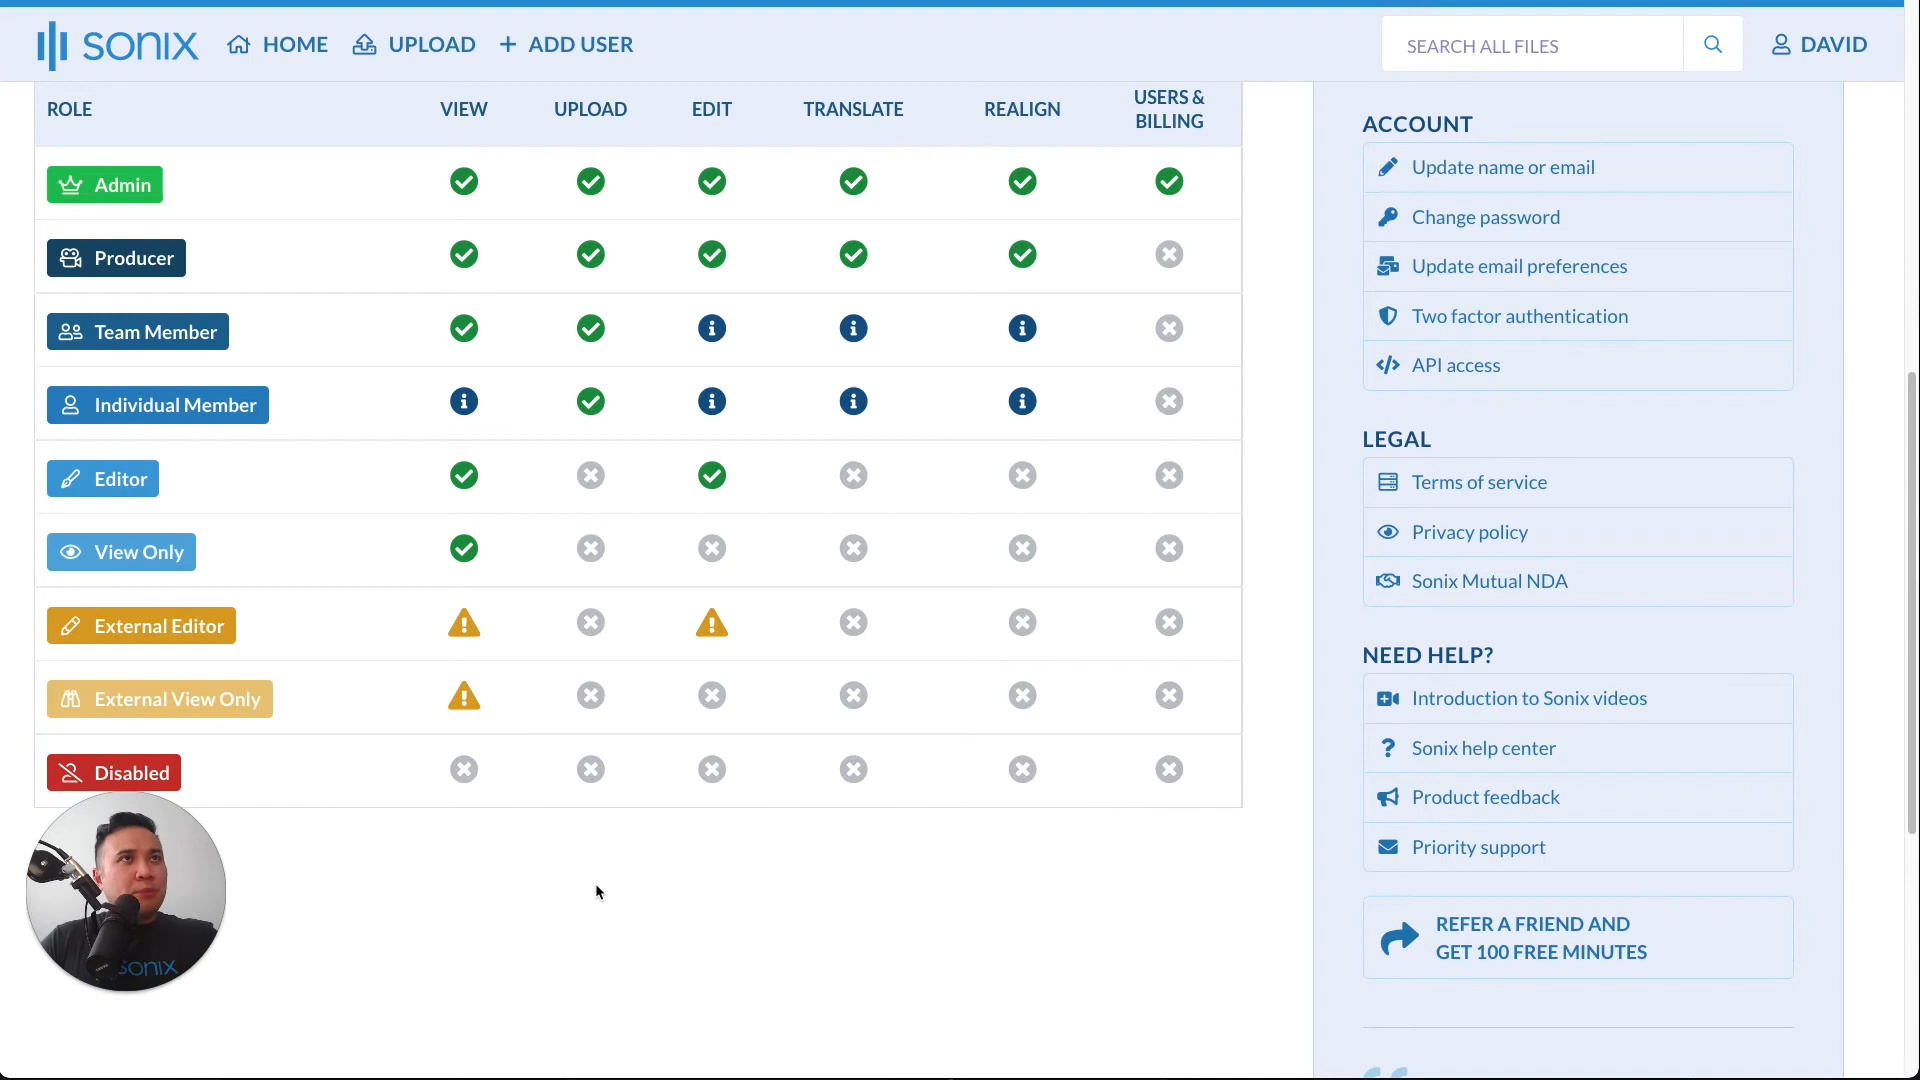 sonix
HOME
UPLOAD
+ ADD USER
SEARCH ALL FILES
DAVID
ROLE
VIEW
UPLOAD
EDIT
TRANSLATE
REALIGN
USERS &
BILLING
Admin
Producer
Team Member
Individual Member
Editor
View Only
External Editor
External View Only
Disabled
sonix
ACCOUNT
Update name or email
Change password
Update email preferences
Two factor authentication
API access
LEGAL
Terms of service
Privacy policy
Sonix Mutual NDA
NEED HELP?
Introduction to Sonix videos
Sonix help center
Product feedback
Priority support
REFER A FRIEND AND
GET 100 FREE MINUTES